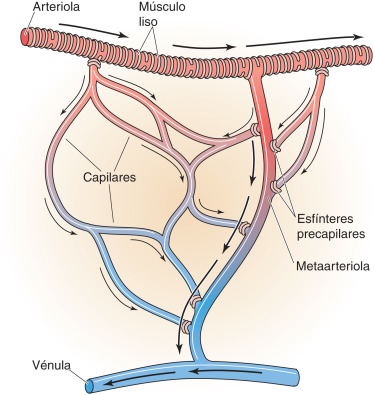 Arteriola
Músculo
liso
Capilares
Esfínteres
precapilares
Metaarteriola
Vénula